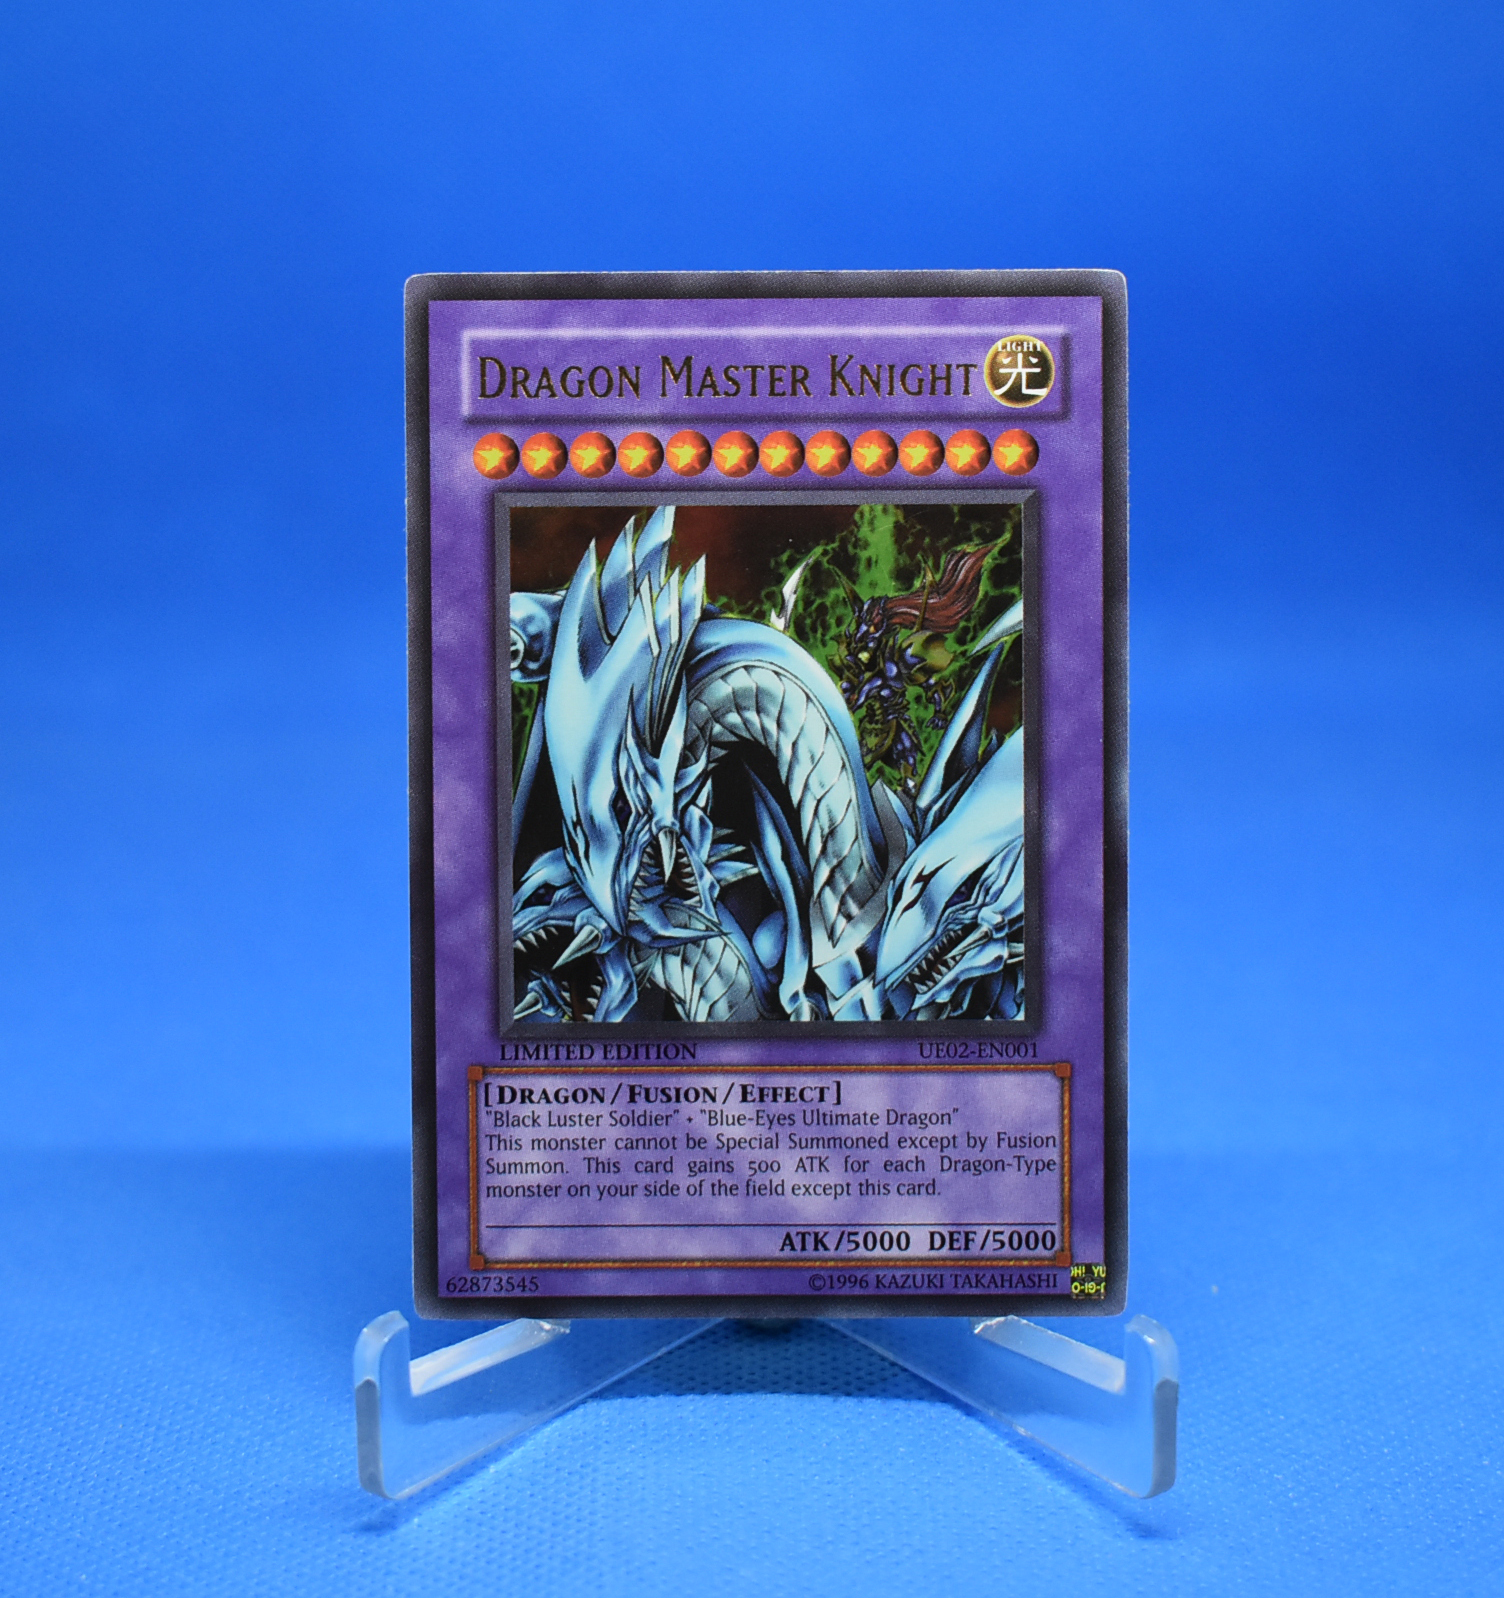 DRAGON MASTER KNIGHT
LIGHT
光
LIMITED EDITION UE02-EN001
[DRAGON/FUSION/EFFECT]
"Black Luster Soldier" + "Blue-Eyes Ultimate Dragon"
This monster cannot be Special Summoned except by Fusion
Summon. This card gains 500 ATK for each Dragon-Type
monster on your side of the field except this card.
ATK/5000 DEF/5000
62873545 ©1996 KAZUKI TAKAHASHI